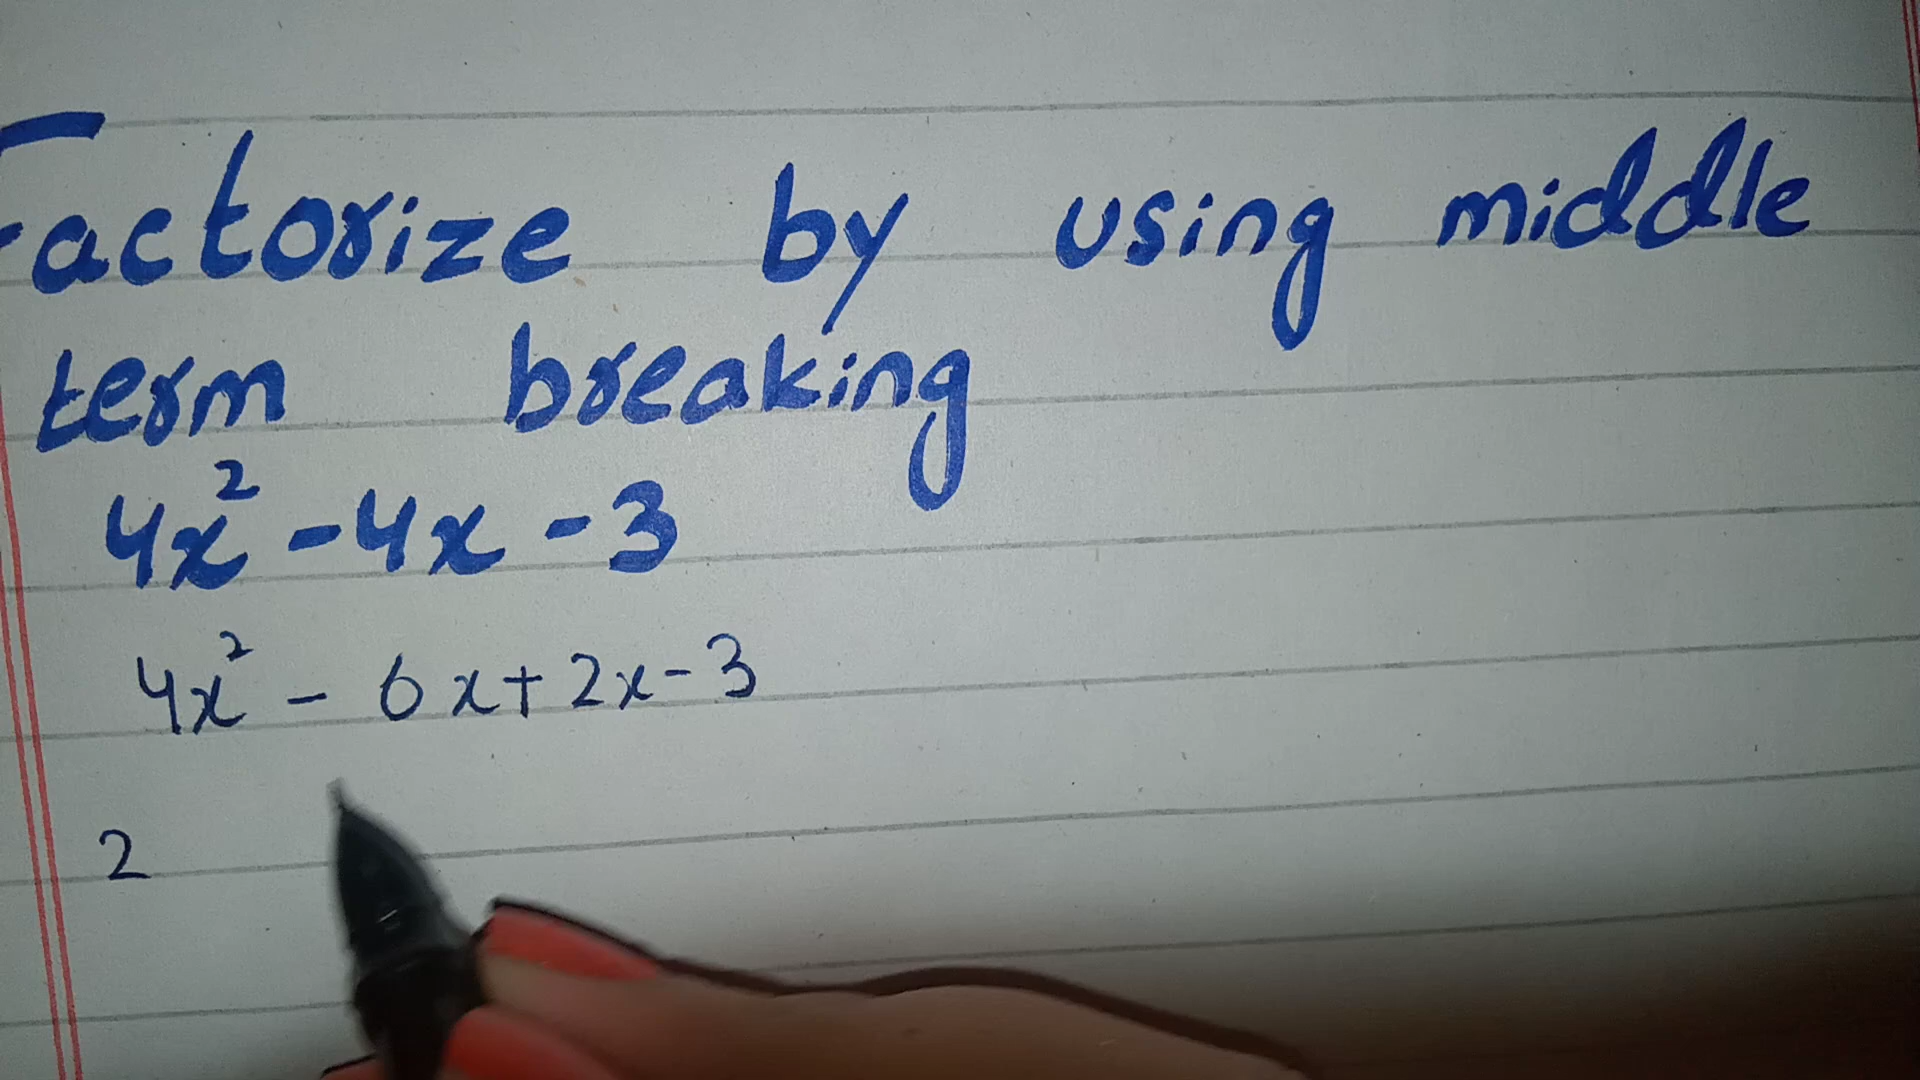 Factorize by using middle
term breaking
4x² - 4x - 3
4x² - 6x + 2x - 3
2